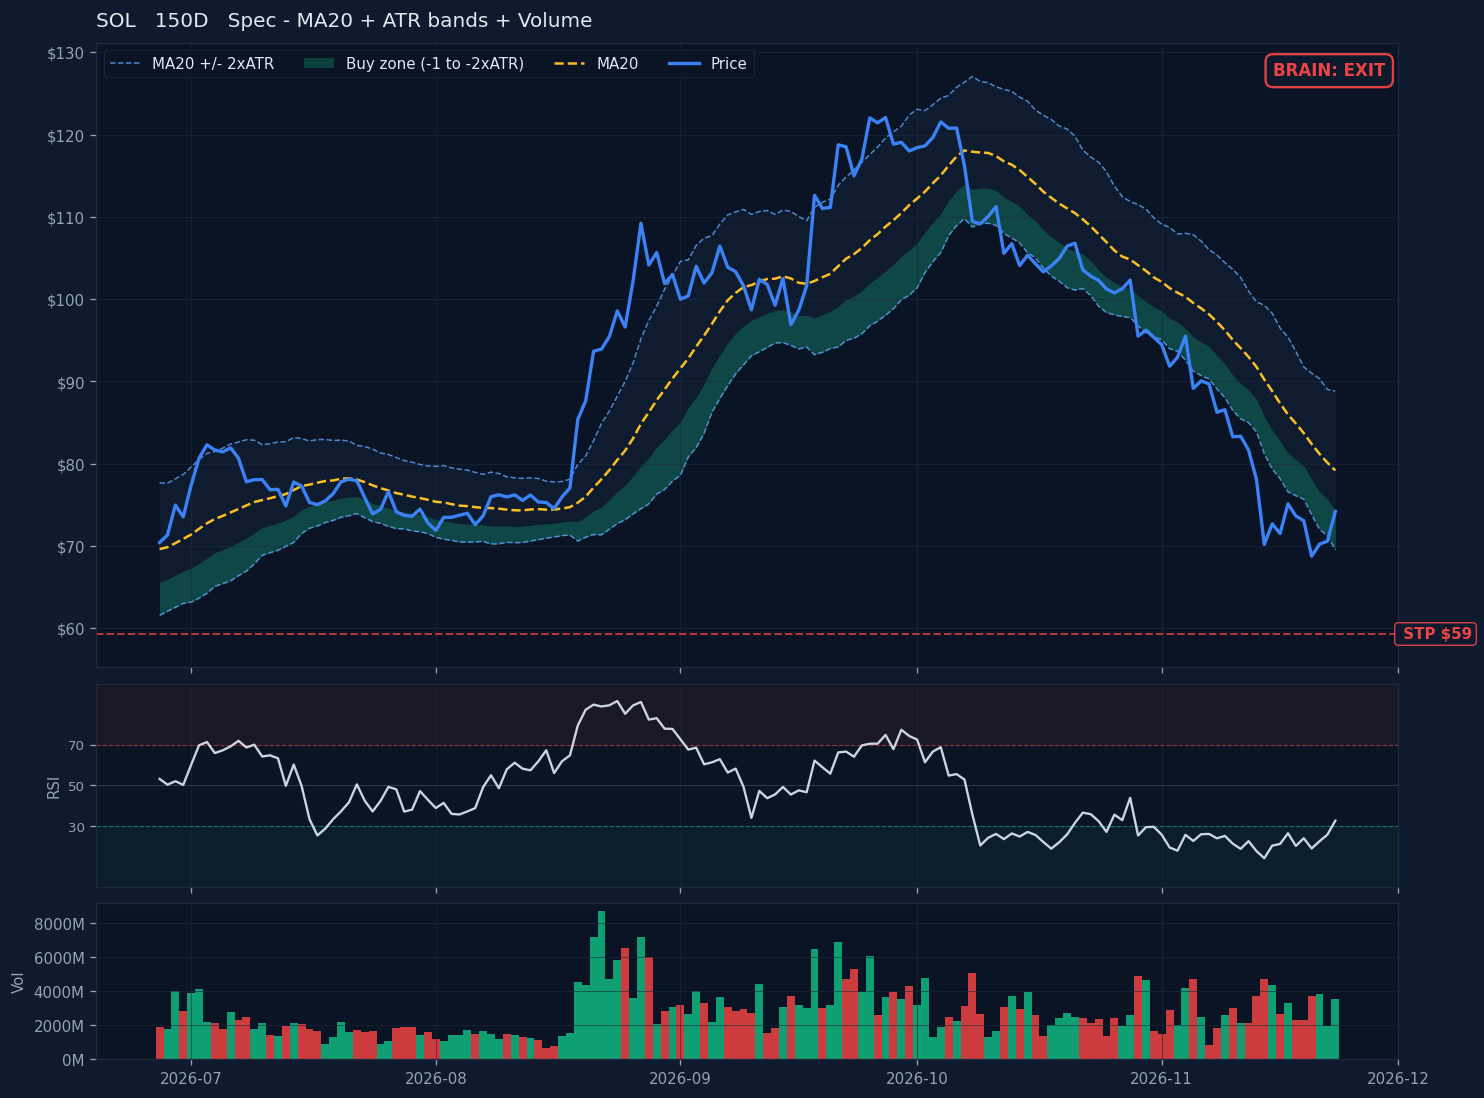 SOL 150D Spec - MA20 + ATR bands + Volume
$130
MA20 +/- 2xATR
Buy zone (-1 to -2xATR)
MA20
Price
BRAIN: EXIT
$120
$110
$100
$90
$80
$70
$60
STP $59
70
50
30
RSI
8000M
6000M
4000M
2000M
0M
Vol
2026-07
2026-08
2026-09
2026-10
2026-11
2026-12